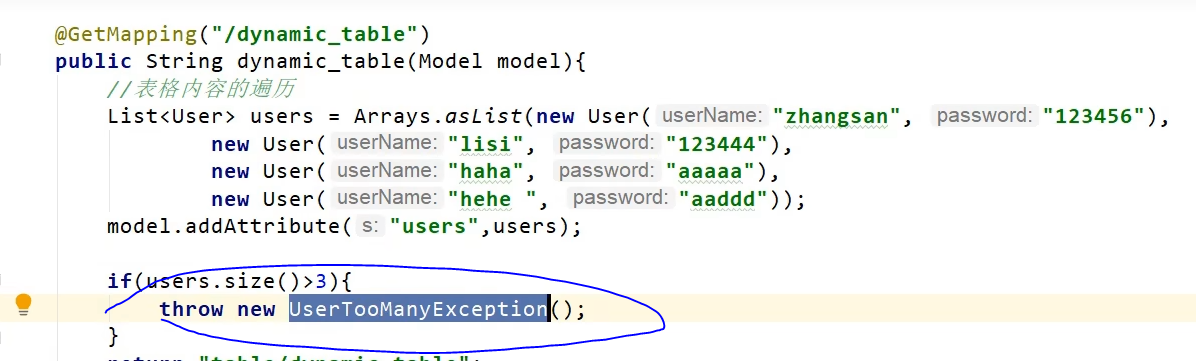 @GetMapping("/dynamic_table")
public String dynamic_table(Model model){
//表格内容的遍历
List<User> users = Arrays.asList(new User( userName: "zhangsan", password: "123456"),
new User( userName: "lisi", password: "123444"),
new User( userName: "haha", password: "aaaaa"),
new User( userName: "hehe ", password: "aaddd"));
model.addAttribute( s: "users",users);
if(users.size()>3){
throw new UserTooManyException();
}
return "table/dynamic_table";